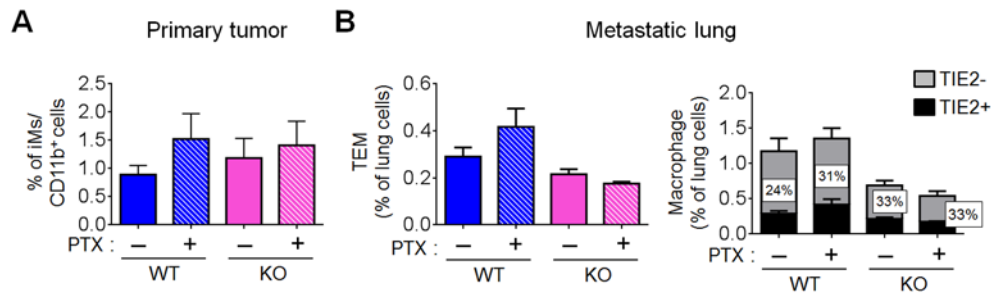 A
Primary tumor
% of iMs/
CD11b+ cells
2.5
2.0
1.5
1.0
0.5
0.0
PTX : – + – +
WT KO
B
Metastatic lung
TEM
(% of lung cells)
0.6
0.4
0.2
0.0
PTX : – + – +
WT KO
TIE2-
TIE2+
Macrophage
(% of lung cells)
2.0
1.5
1.0
0.5
0.0
24%
31%
33%
33%
PTX : – + – +
WT KO